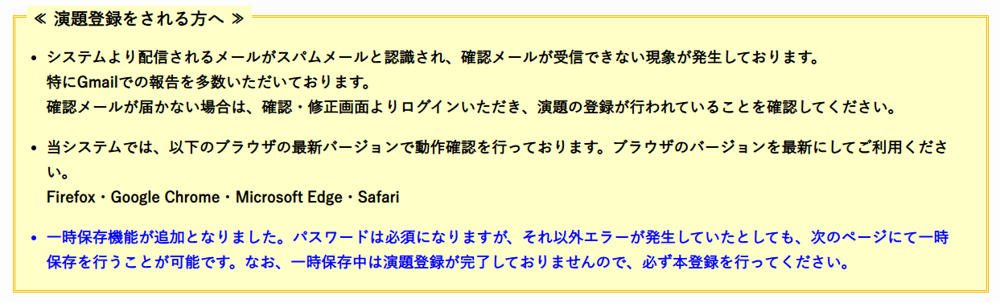 ≪ 演題登録をされる方へ ≫
• システムより配信されるメールがスパムメールと認識され、確認メールが受信できない現象が発生しております。
特にGmailでの報告を多数いただいております。
確認メールが届かない場合は、確認・修正画面よりログインいただき、演題の登録が行われていることを確認してください。
• 当システムでは、以下のブラウザの最新バージョンで動作確認を行っております。ブラウザのバージョンを最新にしてご利用くださ
い。
Firefox・Google Chrome・Microsoft Edge・Safari
• 一時保存機能が追加となりました。パスワードは必須になりますが、それ以外エラーが発生していたとしても、次のページにて一時
保存を行うことが可能です。なお、一時保存中は演題登録が完了しておりませんので、必ず本登録を行ってください。